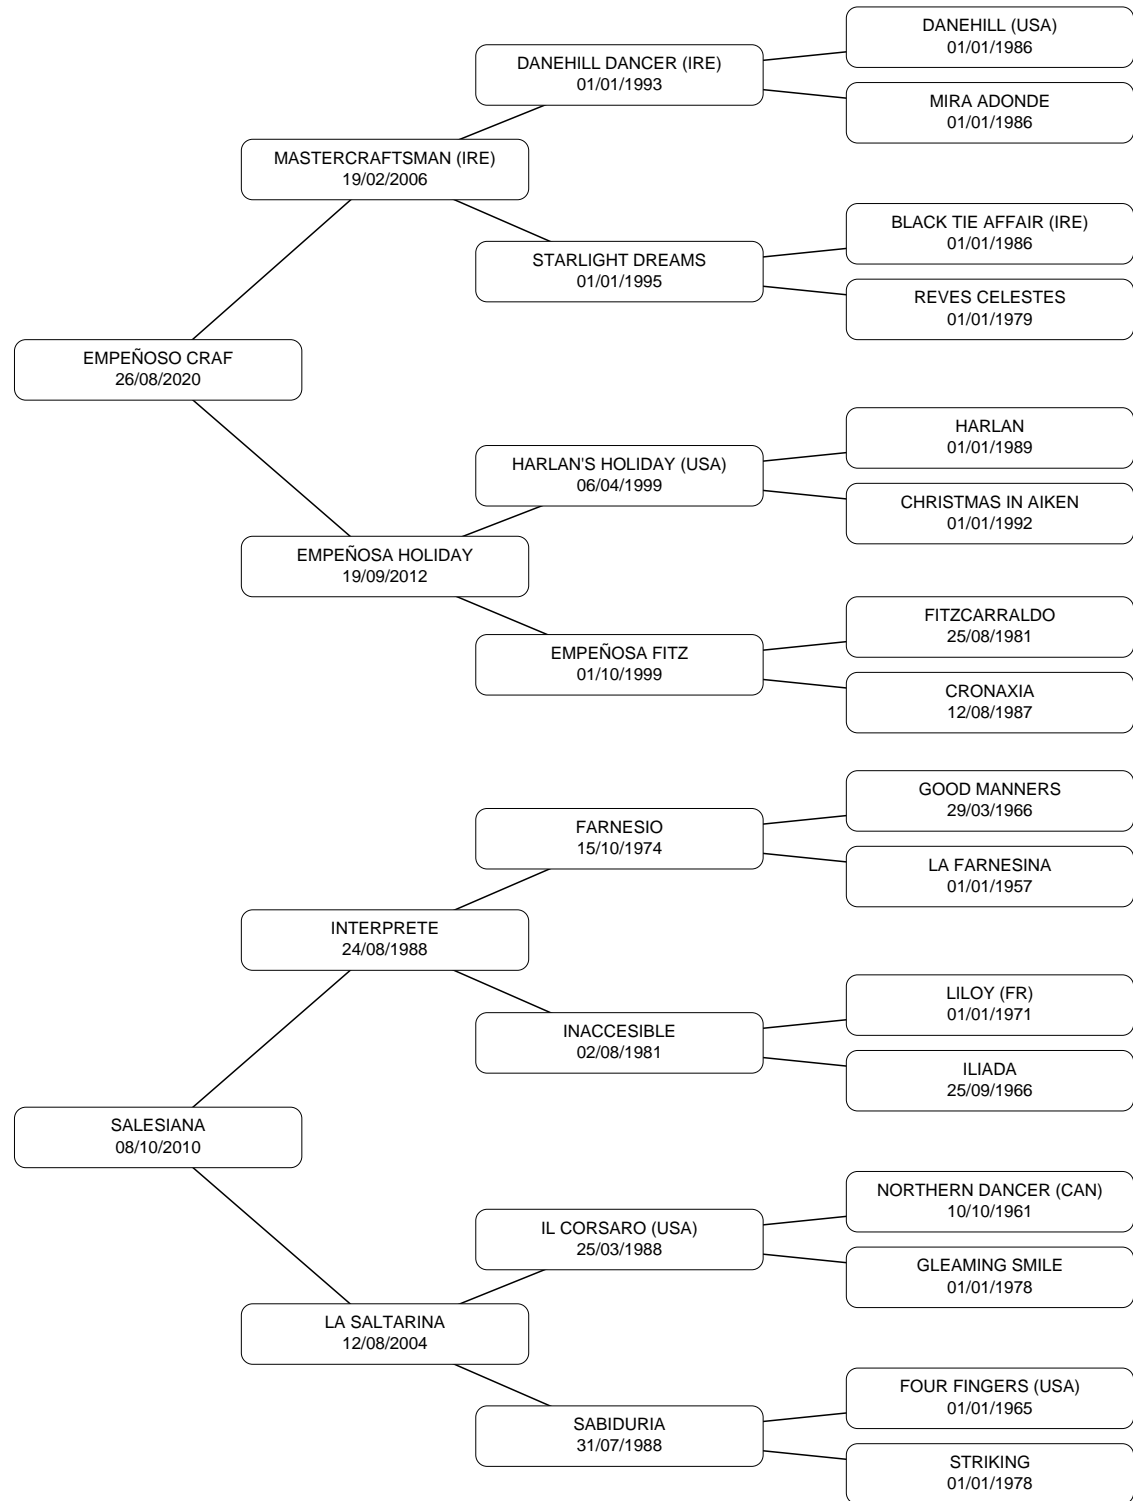 DANEHILL (USA)
01/01/1986
DANEHILL DANCER (IRE)
01/01/1993
MIRA ADONDE
01/01/1986
MASTERCRAFTSMAN (IRE)
19/02/2006
BLACK TIE AFFAIR (IRE)
01/01/1986
STARLIGHT DREAMS
01/01/1995
REVES CELESTES
01/01/1979
EMPEÑOSO CRAF
26/08/2020
HARLAN
01/01/1989
HARLAN'S HOLIDAY (USA)
06/04/1999
CHRISTMAS IN AIKEN
01/01/1992
EMPEÑOSA HOLIDAY
19/09/2012
FITZCARRALDO
25/08/1981
EMPEÑOSA FITZ
01/10/1999
CRONAXIA
12/08/1987
GOOD MANNERS
29/03/1966
FARNESIO
15/10/1974
LA FARNESINA
01/01/1957
INTERPRETE
24/08/1988
LILOY (FR)
01/01/1971
INACCESIBLE
02/08/1981
ILIADA
25/09/1966
SALESIANA
08/10/2010
NORTHERN DANCER (CAN)
10/10/1961
IL CORSARO (USA)
25/03/1988
GLEAMING SMILE
01/01/1978
LA SALTARINA
12/08/2004
FOUR FINGERS (USA)
01/01/1965
SABIDURIA
31/07/1988
STRIKING
01/01/1978